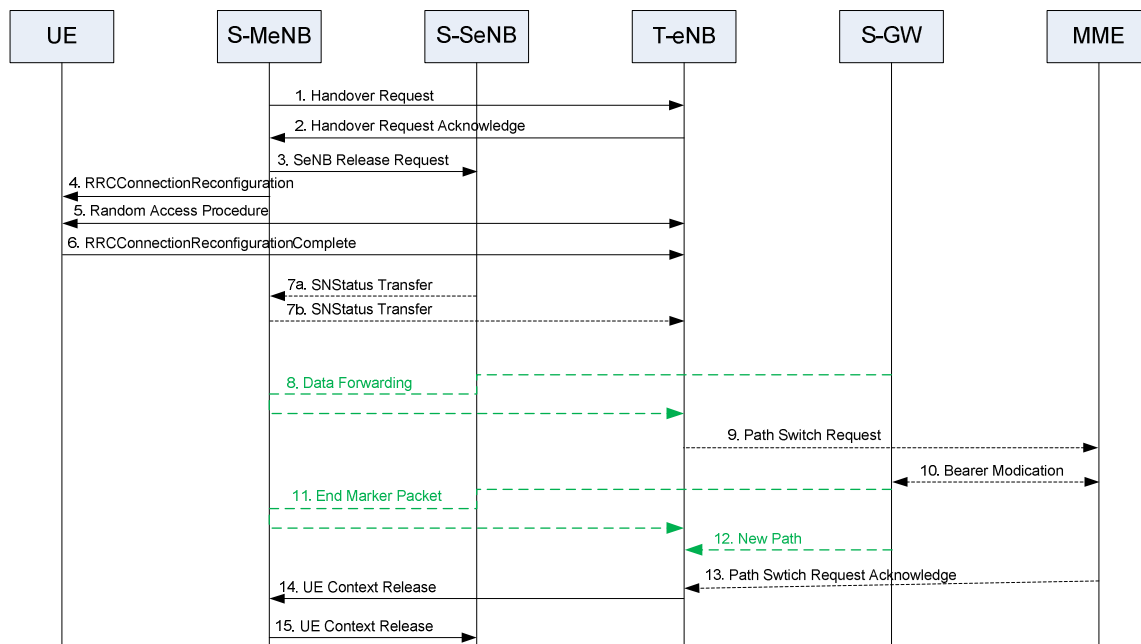 UE
S-MeNB
S-SeNB
T-eNB
S-GW
MME
1. Handover Request
2. Handover Request Acknowledge
3. SeNB Release Request
4. RRCConnectionReconfiguration
5. Random Access Procedure
6. RRCConnectionReconfigurationComplete
7a. SNStatus Transfer
7b. SNStatus Transfer
8. Data Forwarding
9. Path Switch Request
10. Bearer Modication
11. End Marker Packet
12. New Path
13. Path Swtich Request Acknowledge
14. UE Context Release
15. UE Context Release